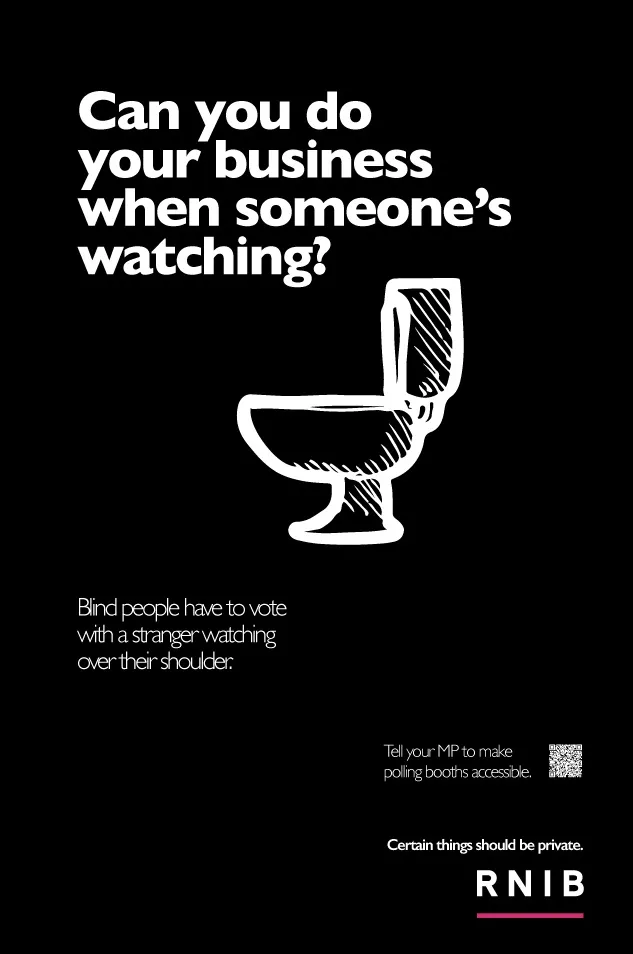 Can you do
your business
when someone's
watching?
Blind people have to vote
with a stranger watching
over their shoulder.
Tell your MP to make
polling booths accessible.
Certain things should be private.
RNIB